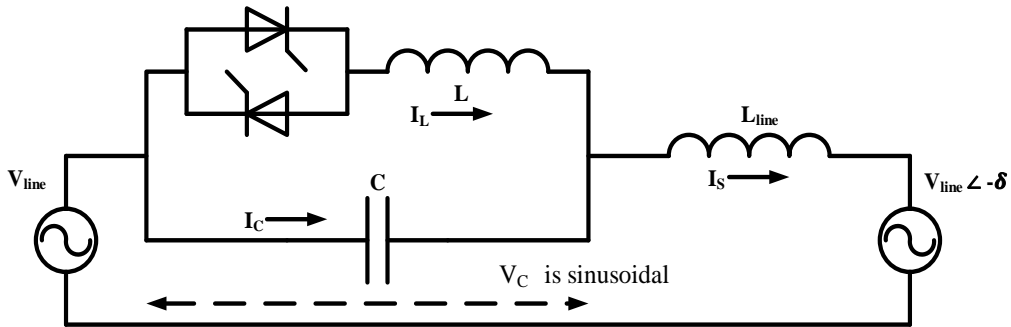 L
I_L
L_line
V_line
I_S
V_line ∠ -δ
C
I_C
V_C is sinusoidal